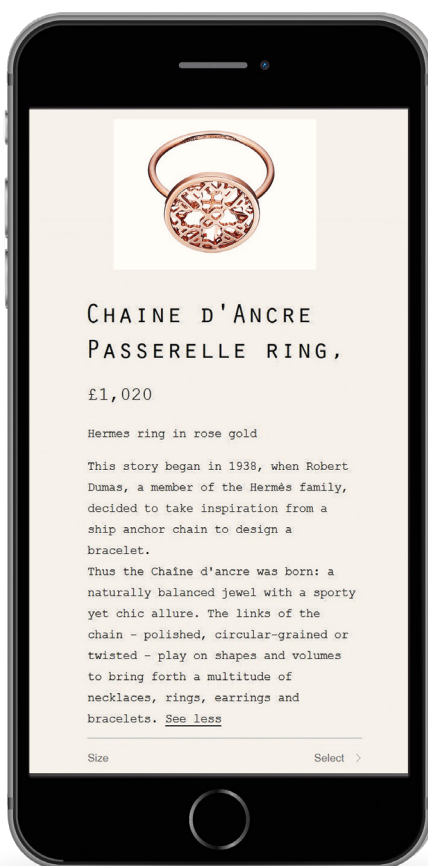 CHAINE D'ANCRE
PASSERELLE RING,
£1,020
Hermes ring in rose gold
This story began in 1938, when Robert
Dumas, a member of the Hermès family,
decided to take inspiration from a
ship anchor chain to design a
bracelet.
Thus the Chaîne d'ancre was born: a
naturally balanced jewel with a sporty
yet chic allure. The links of the
chain – polished, circular-grained or
twisted – play on shapes and volumes
to bring forth a multitude of
necklaces, rings, earrings and
bracelets. See less
Size Select >